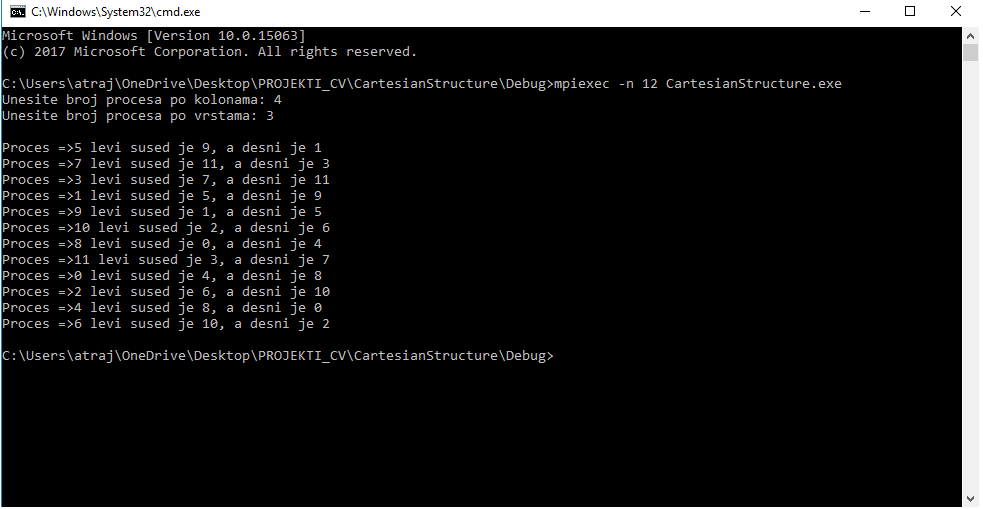 C:\Windows\System32\cmd.exe
Microsoft Windows [Version 10.0.15063]
(c) 2017 Microsoft Corporation. All rights reserved.
C:\Users\atraj\OneDrive\Desktop\PROJEKTI_CV\CartesianStructure\Debug>mpiexec -n 12 CartesianStructure.exe
Unesite broj procesa po kolonama: 4
Unesite broj procesa po vrstama: 3
Proces =>5 levi sused je 9, a desni je 1
Proces =>7 levi sused je 11, a desni je 3
Proces =>3 levi sused je 7, a desni je 11
Proces =>1 levi sused je 5, a desni je 9
Proces =>9 levi sused je 1, a desni je 5
Proces =>10 levi sused je 2, a desni je 6
Proces =>8 levi sused je 0, a desni je 4
Proces =>11 levi sused je 3, a desni je 7
Proces =>0 levi sused je 4, a desni je 8
Proces =>2 levi sused je 6, a desni je 10
Proces =>4 levi sused je 8, a desni je 0
Proces =>6 levi sused je 10, a desni je 2
C:\Users\atraj\OneDrive\Desktop\PROJEKTI_CV\CartesianStructure\Debug>